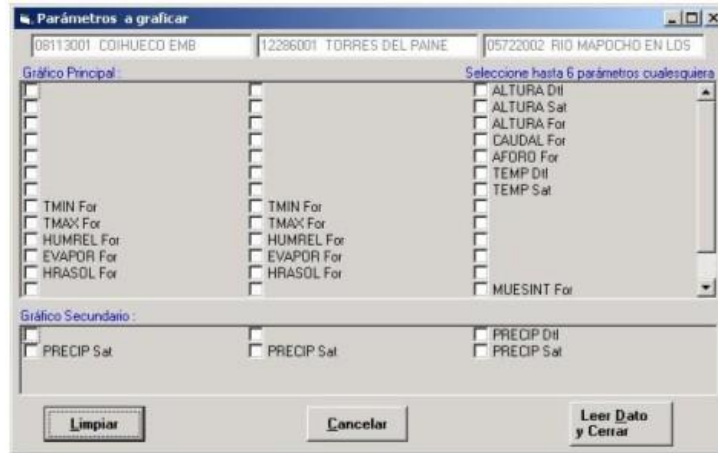 Parámetros a graficar
08113001 COIHUECO EMB 12286001 TORRES DEL PAINE 05722002 RIO MAPOCHO EN LOS
Gráfico Principal : Seleccione hasta 6 parámetros cualesquiera
ALTURA Dtl
ALTURA Sat
ALTURA For
CAUDAL For
AFORO For
TEMP Dtl
TEMP Sat
TMIN For TMIN For
TMAX For TMAX For
HUMREL For HUMREL For
EVAPOR For EVAPOR For
HRASOL For HRASOL For
MUESINT For
Gráfico Secundario :
PRECIP Dtl
PRECIP Sat PRECIP Sat PRECIP Sat
Limpiar Cancelar Leer Dato
y Cerrar